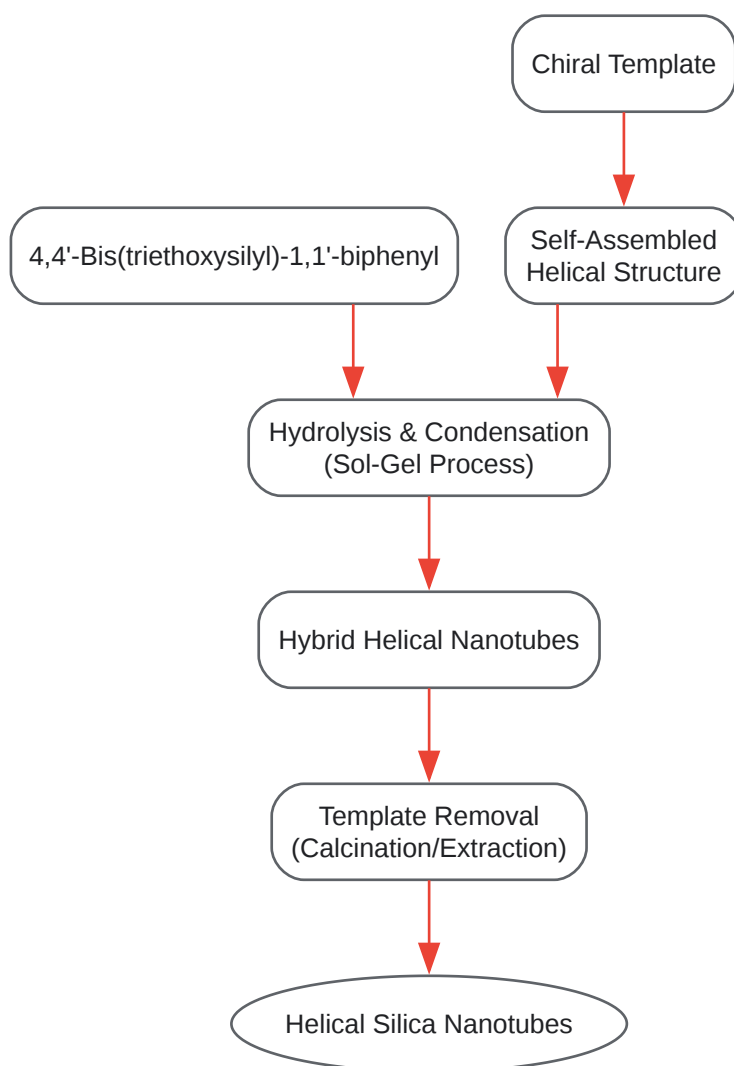 Chiral Template
4,4'-Bis(triethoxysilyl)-1,1'-biphenyl
Self-Assembled
Helical Structure
Hydrolysis & Condensation
(Sol-Gel Process)
Hybrid Helical Nanotubes
Template Removal
(Calcination/Extraction)
Helical Silica Nanotubes